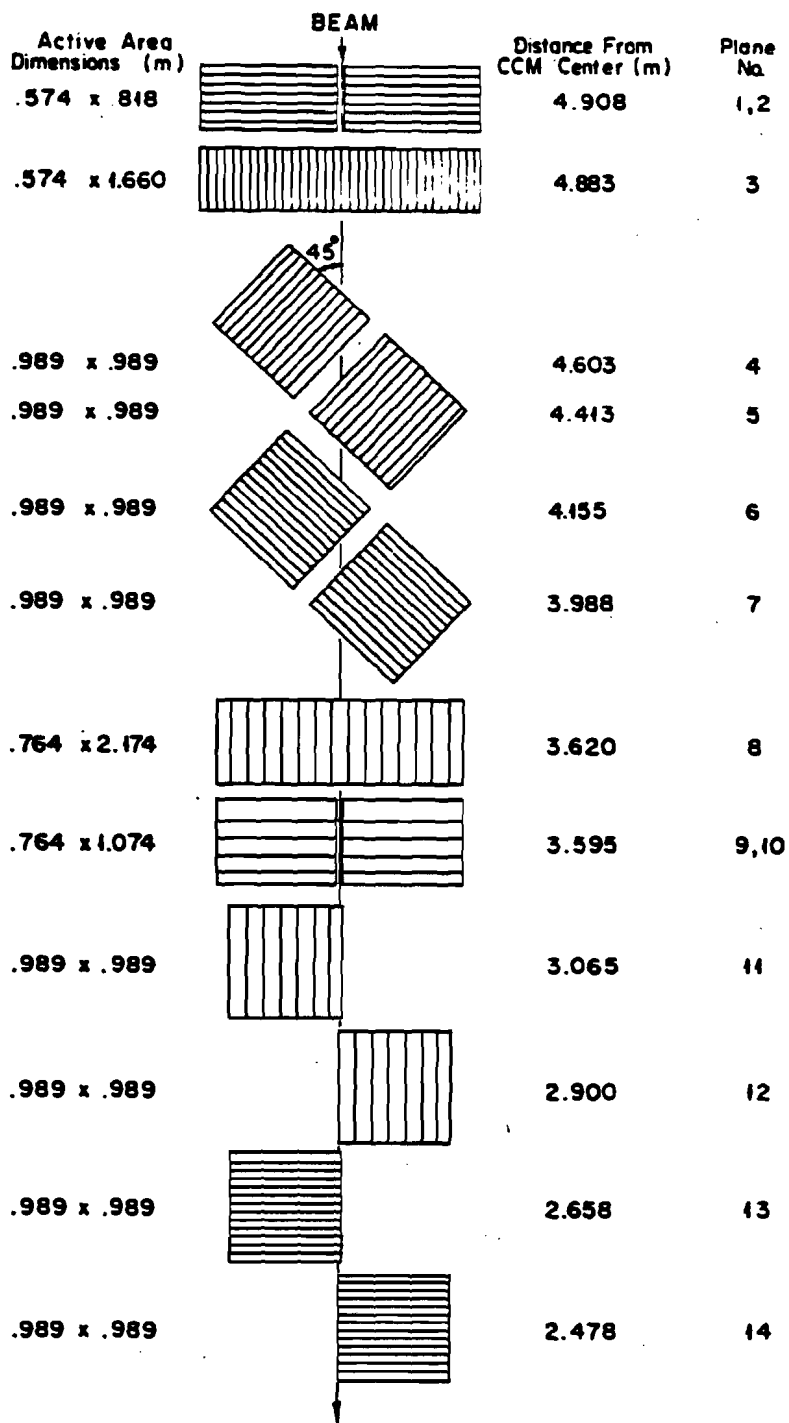 BEAM
Active Area Dimensions (m) Distance From CCM Center (m) Plane No.
.574 x .818 4.908 1,2
.574 x 1.660 4.883 3
45°
.989 x .989 4.603 4
.989 x .989 4.413 5
.989 x .989 4.155 6
.989 x .989 3.988 7
.764 x 2.174 3.620 8
.764 x 1.074 3.595 9,10
.989 x .989 3.065 11
.989 x .989 2.900 12
.989 x .989 2.658 13
.989 x .989 2.478 14